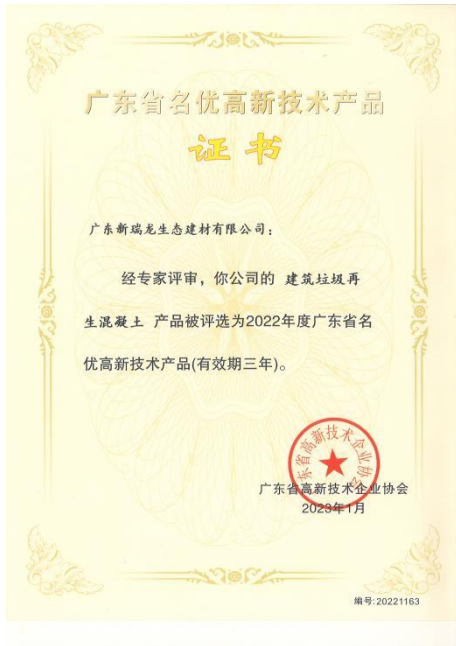 广东省名优高新技术产品
证书
广东新瑞龙生态建材有限公司：
经专家评审，你公司的 建筑垃圾再
生混凝土 产品被评选为2022年度广东省名
优高新技术产品(有效期三年)。
广东省高新技术企业协会
广东省高新技术企业协会
2023年1月
编号:20221163